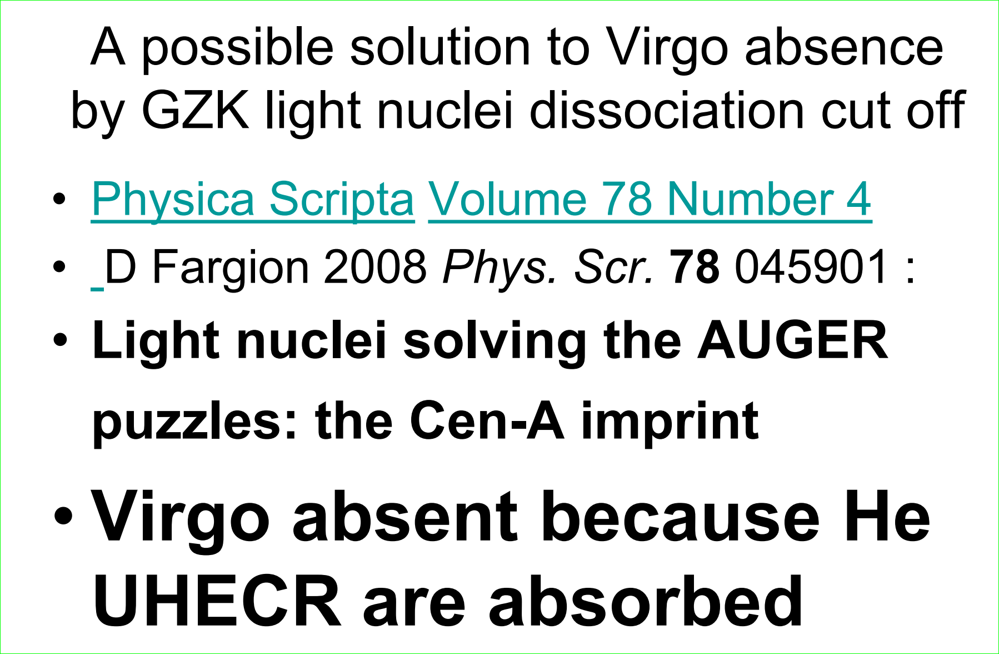 A possible solution to Virgo absence
by GZK light nuclei dissociation cut off
• Physica Scripta Volume 78 Number 4
• D Fargion 2008 Phys. Scr. 78 045901 :
• Light nuclei solving the AUGER
puzzles: the Cen-A imprint
• Virgo absent because He
UHECR are absorbed